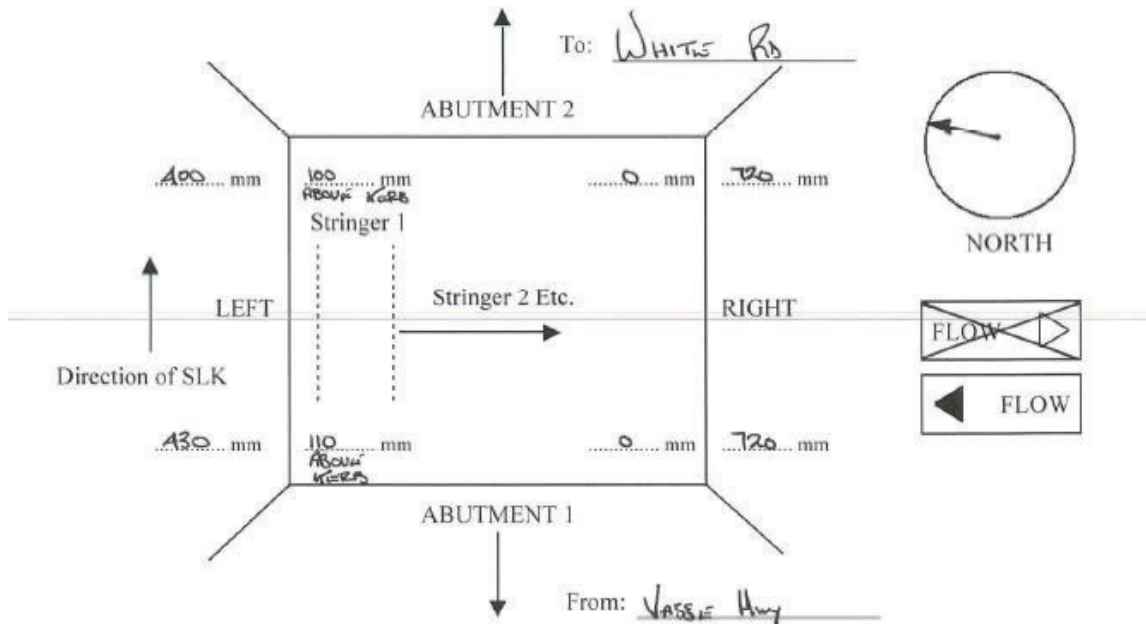 To: WHITE RD
ABUTMENT 2
400 mm
100 mm
ABOVE KERB
0 mm
720 mm
Stringer 1
NORTH
LEFT
Stringer 2 Etc.
RIGHT
FLOW
Direction of SLK
FLOW
430 mm
110 mm
ABOVE
KERB
0 mm
720 mm
ABUTMENT 1
From: VASSE Hwy